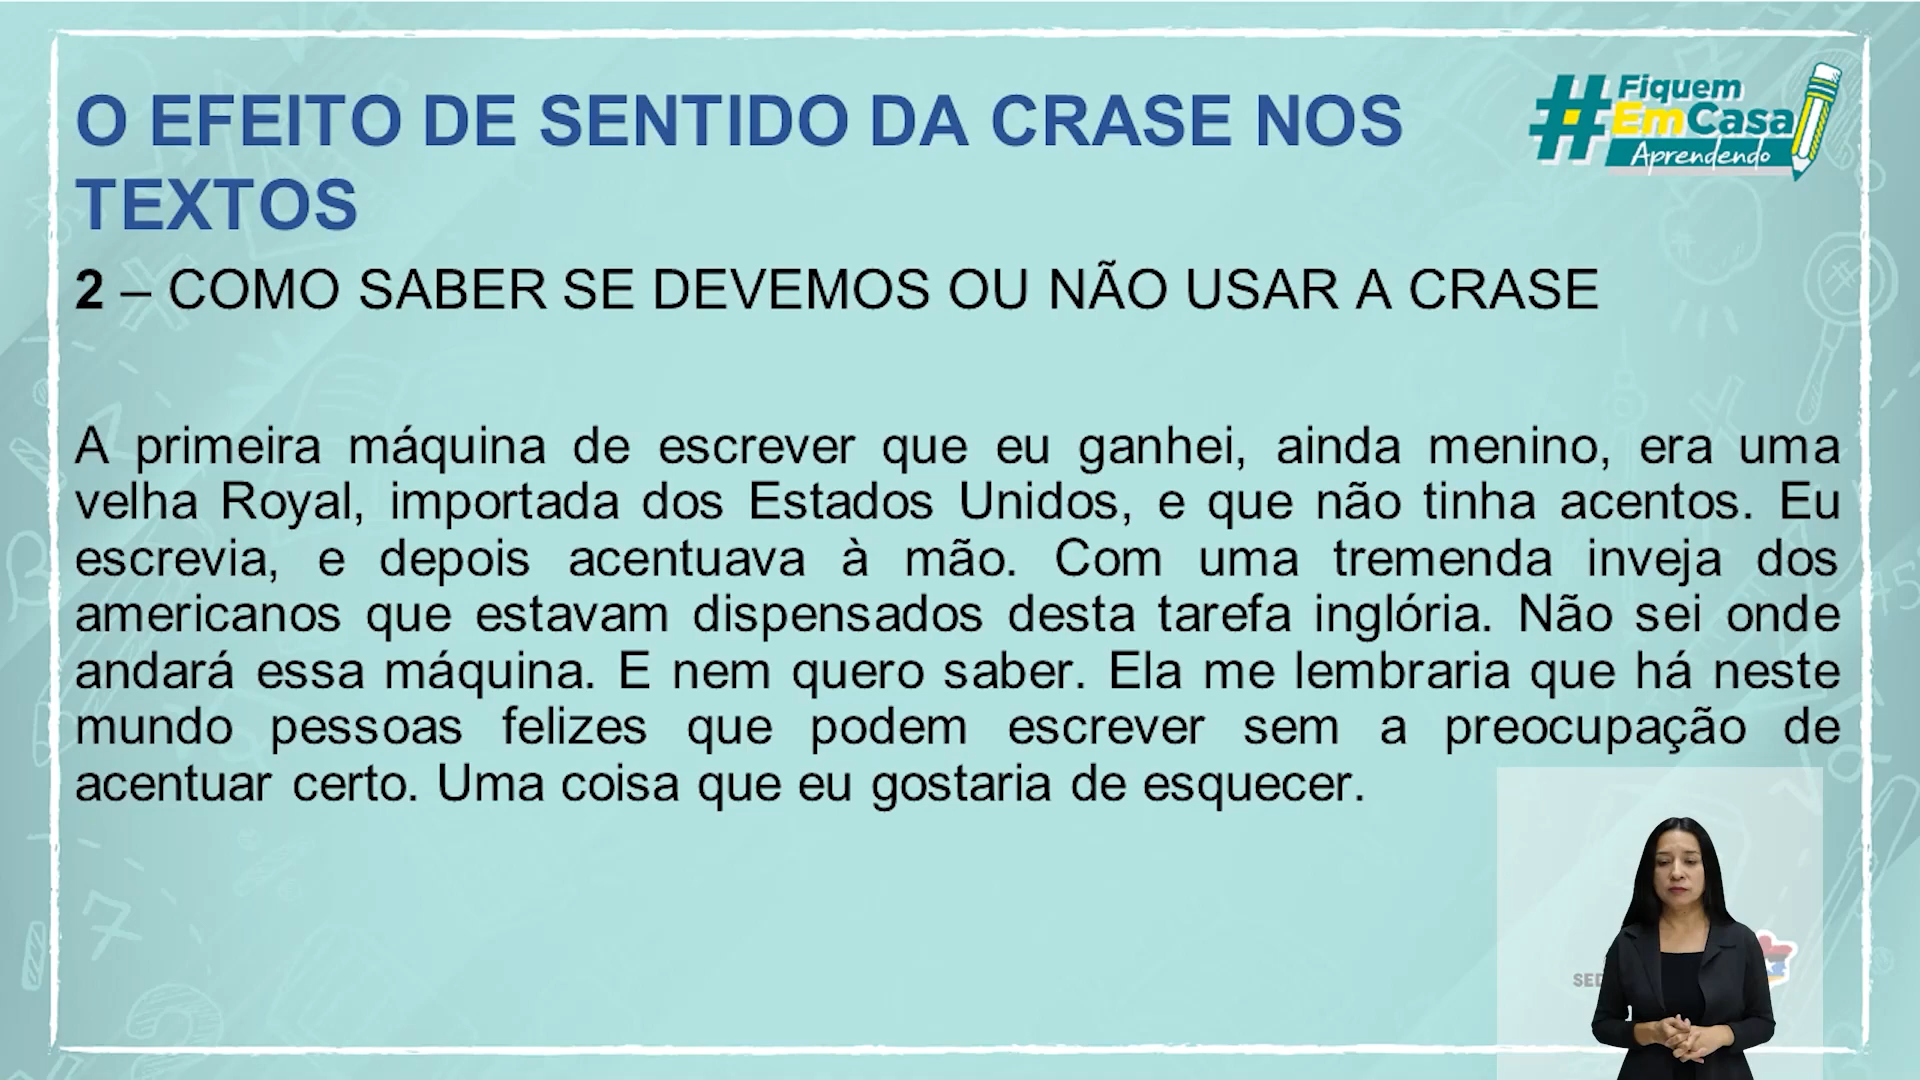 O EFEITO DE SENTIDO DA CRASE NOS
TEXTOS
#Fiquem
EmCasa
Aprendendo
2 – COMO SABER SE DEVEMOS OU NÃO USAR A CRASE
A primeira máquina de escrever que eu ganhei, ainda menino, era uma
velha Royal, importada dos Estados Unidos, e que não tinha acentos. Eu
escrevia, e depois acentuava à mão. Com uma tremenda inveja dos
americanos que estavam dispensados desta tarefa inglória. Não sei onde
andará essa máquina. E nem quero saber. Ela me lembraria que há neste
mundo pessoas felizes que podem escrever sem a preocupação de
acentuar certo. Uma coisa que eu gostaria de esquecer.